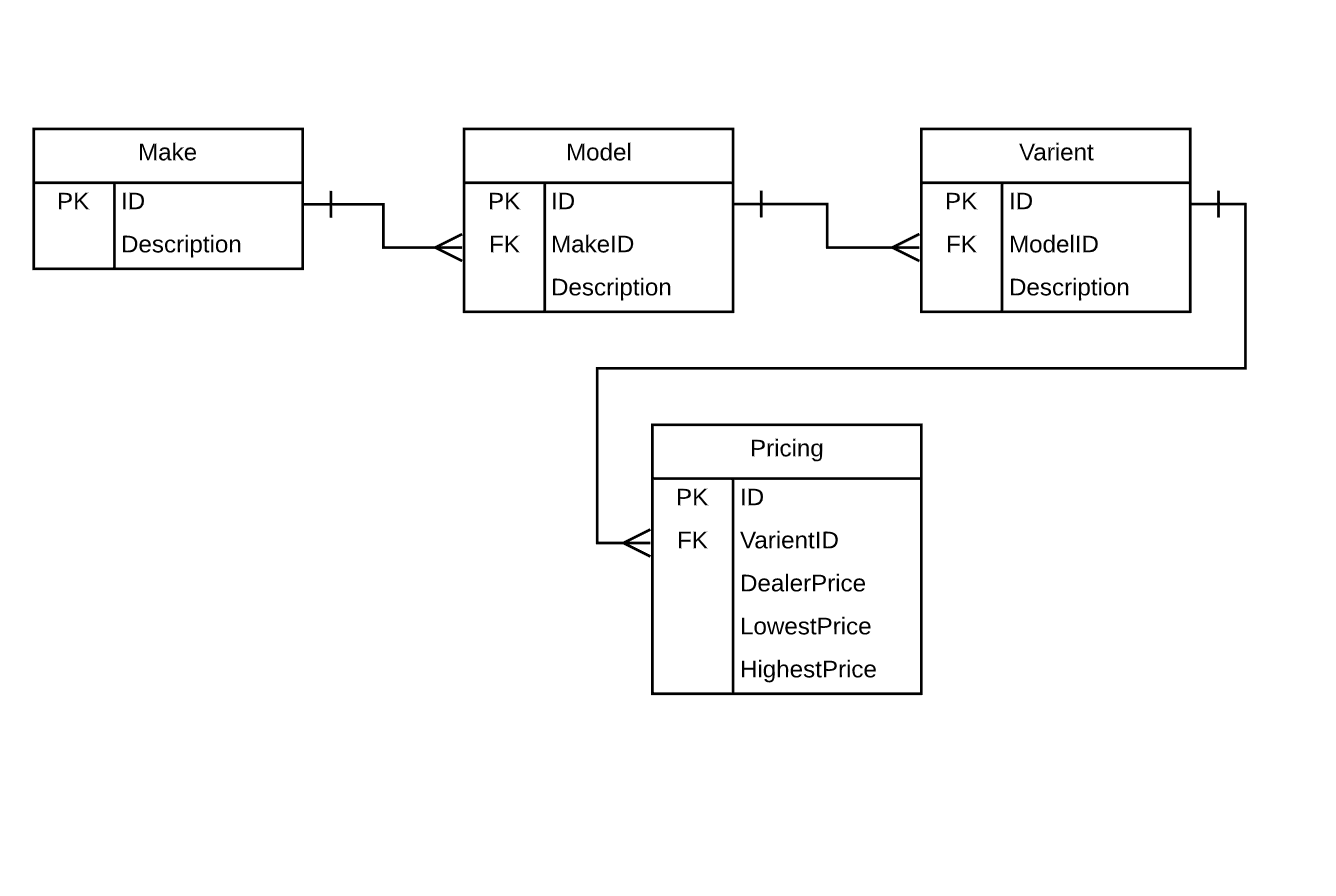 Make
PK ID
Description
Model
PK ID
FK MakeID
Description
Varient
PK ID
FK ModelID
Description
Pricing
PK ID
FK VarientID
DealerPrice
LowestPrice
HighestPrice